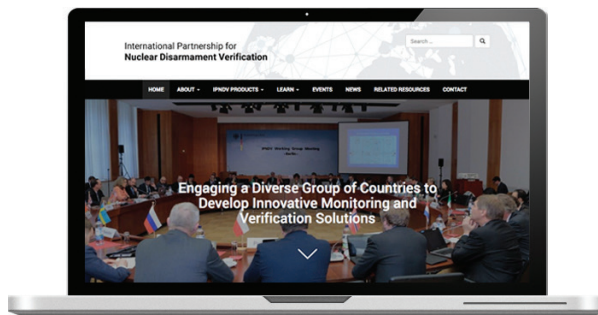 International Partnership for
Nuclear Disarmament Verification
Search ...
HOME
ABOUT
IPNDV PRODUCTS
LEARN
EVENTS
NEWS
RELATED RESOURCES
CONTACT
Engaging a Diverse Group of Countries to
Develop Innovative Monitoring and
Verification Solutions